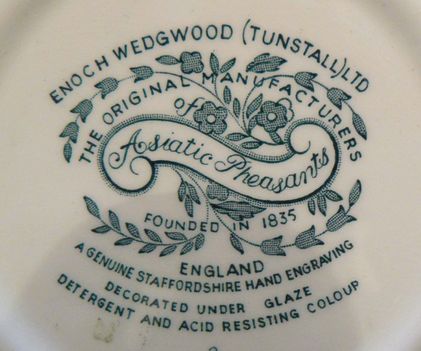 ENOCH WEDGWOOD (TUNSTALL) LTD
THE ORIGINAL MANUFACTURERS
of
Asiatic Pheasants
FOUNDED IN 1835
ENGLAND
A GENUINE STAFFORDSHIRE HAND ENGRAVING
DECORATED UNDER GLAZE
DETERGENT AND ACID RESISTING COLOUR